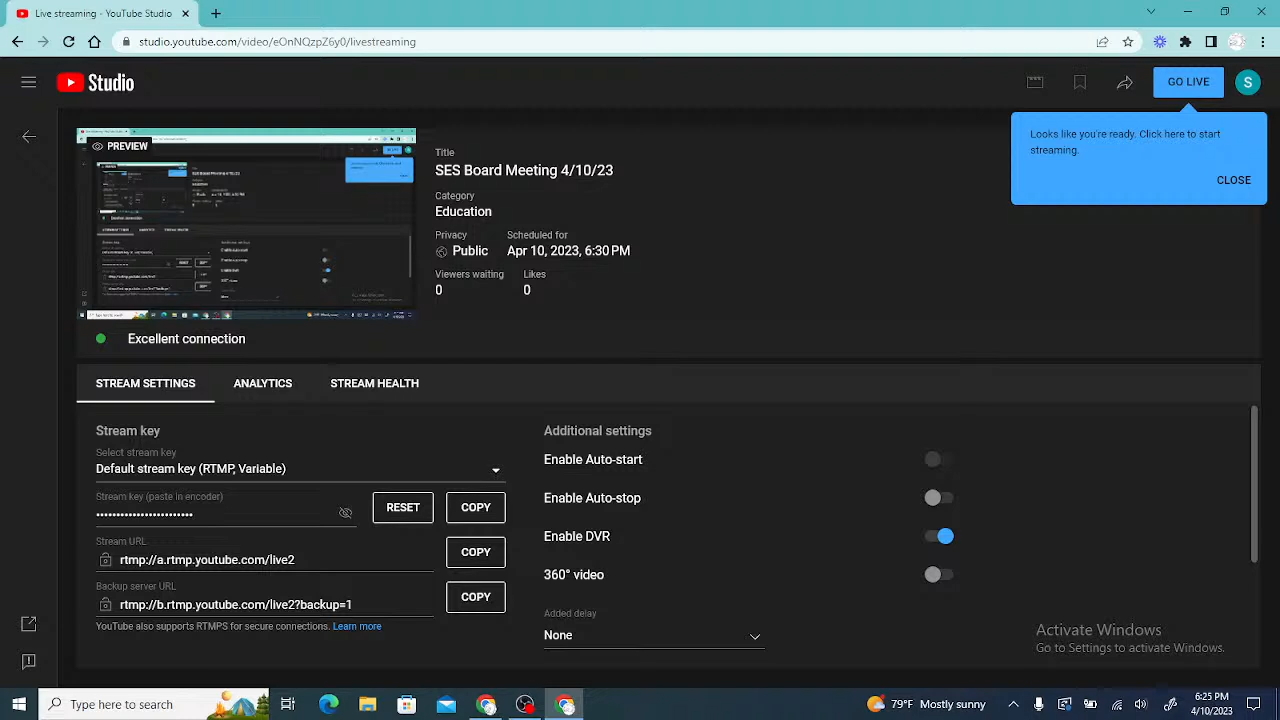 Live streaming - YouTube Studio
studio.youtube.com/video/eOnNQzpZ6y0/livestreaming
Studio
GO LIVE
S
Looks like you're ready. Click here to start
streaming.
CLOSE
PREVIEW
Title
SES Board Meeting 4/10/23
Category
Education
Privacy Scheduled for
Public Apr 10, 2023, 6:30 PM
Viewers waiting Likes
0 0
Excellent connection
STREAM SETTINGS ANALYTICS STREAM HEALTH
Stream key
Select stream key
Default stream key (RTMP, Variable)
Stream key (paste in encoder)
RESET COPY
Stream URL
rtmp://a.rtmp.youtube.com/live2
COPY
Backup server URL
rtmp://b.rtmp.youtube.com/live2?backup=1
COPY
YouTube also supports RTMPS for secure connections. Learn more
Additional settings
Enable Auto-start
Enable Auto-stop
Enable DVR
360° video
Added delay
None
Activate Windows
Go to Settings to activate Windows.
Type here to search
79°F Mostly sunny
6:25 PM
4/10/2023